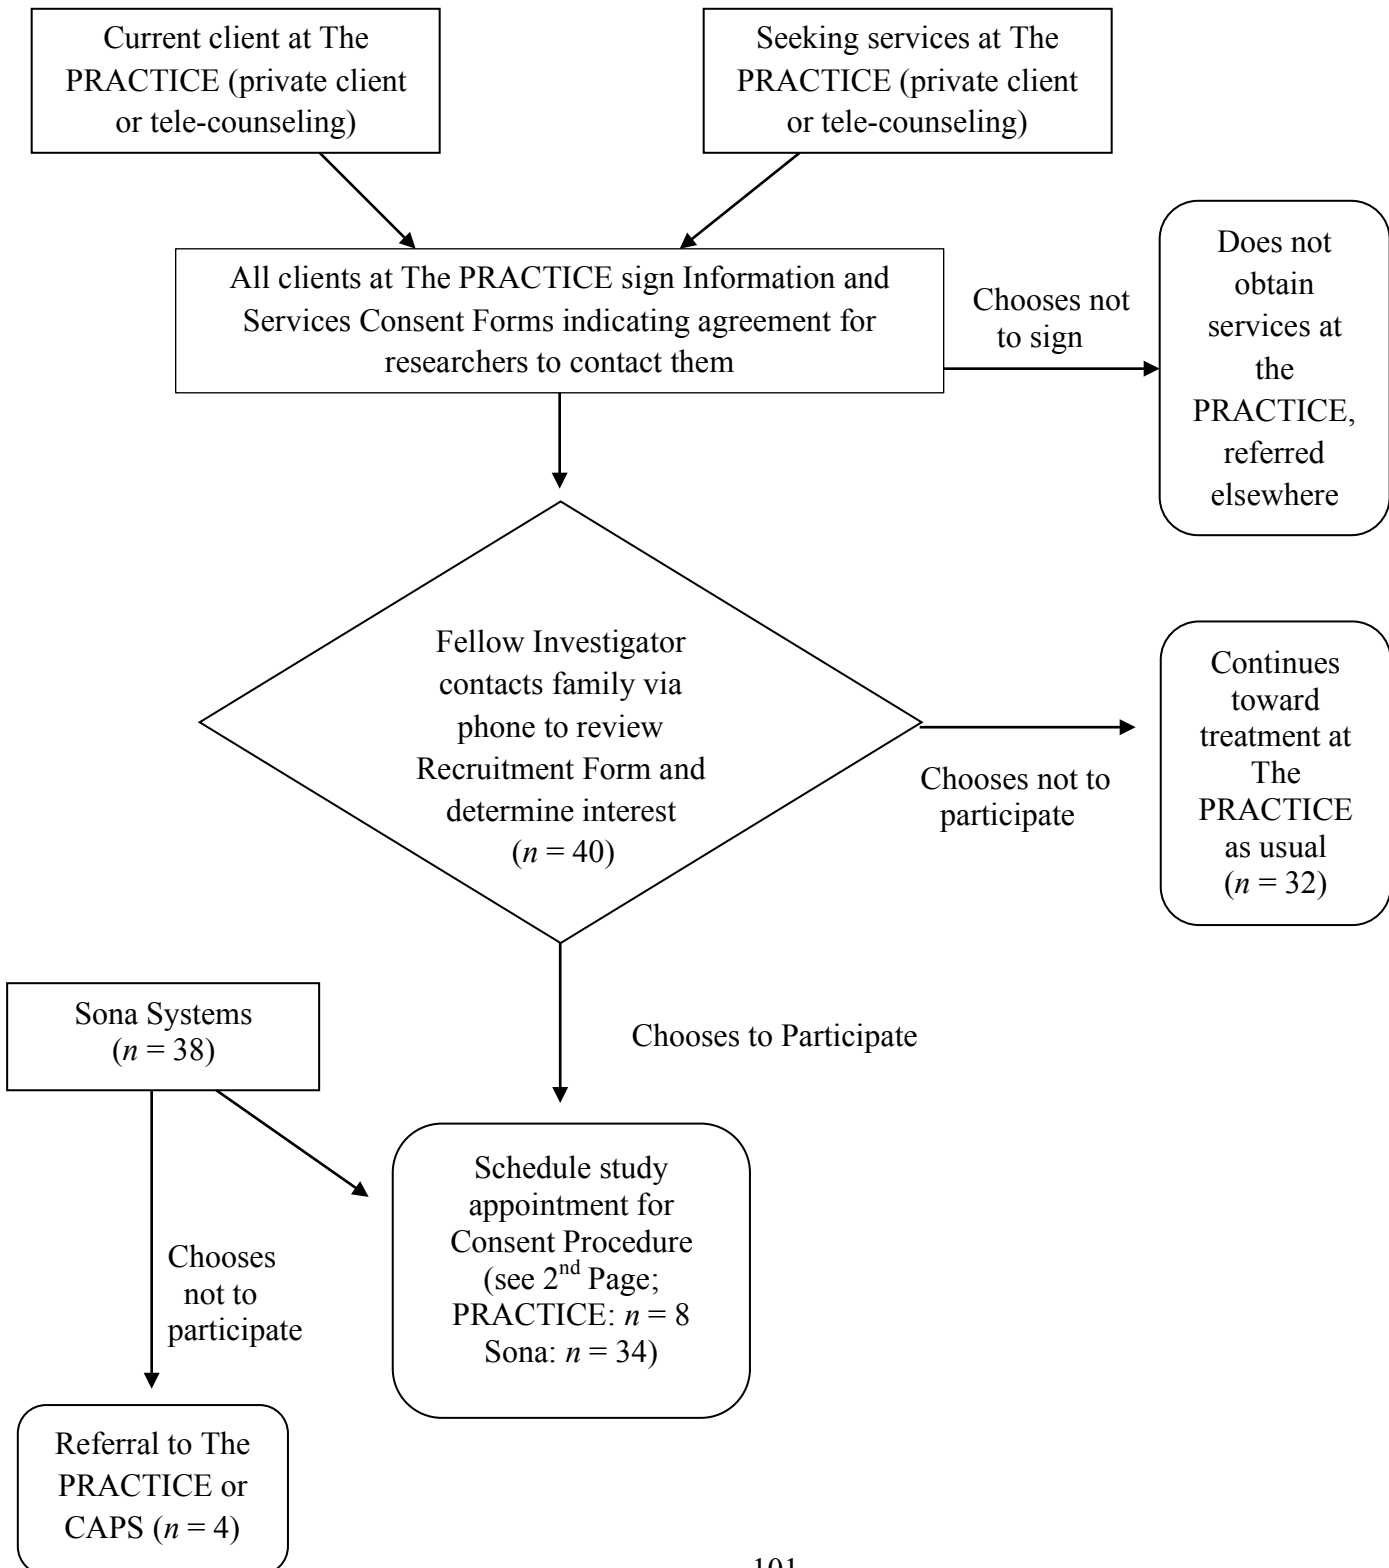 Current client at The
PRACTICE (private client
or tele-counseling)
Seeking services at The
PRACTICE (private client
or tele-counseling)
All clients at The PRACTICE sign Information and
Services Consent Forms indicating agreement for
researchers to contact them
Chooses not
to sign
Does not
obtain
services at
the
PRACTICE,
referred
elsewhere
Fellow Investigator
contacts family via
phone to review
Recruitment Form and
determine interest
(n = 40)
Chooses not to
participate
Continues
toward
treatment at
The
PRACTICE
as usual
(n = 32)
Chooses to Participate
Sona Systems
(n = 38)
Chooses
not to
participate
Schedule study
appointment for
Consent Procedure
(see 2nd Page;
PRACTICE: n = 8
Sona: n = 34)
Referral to The
PRACTICE or
CAPS (n = 4)
101